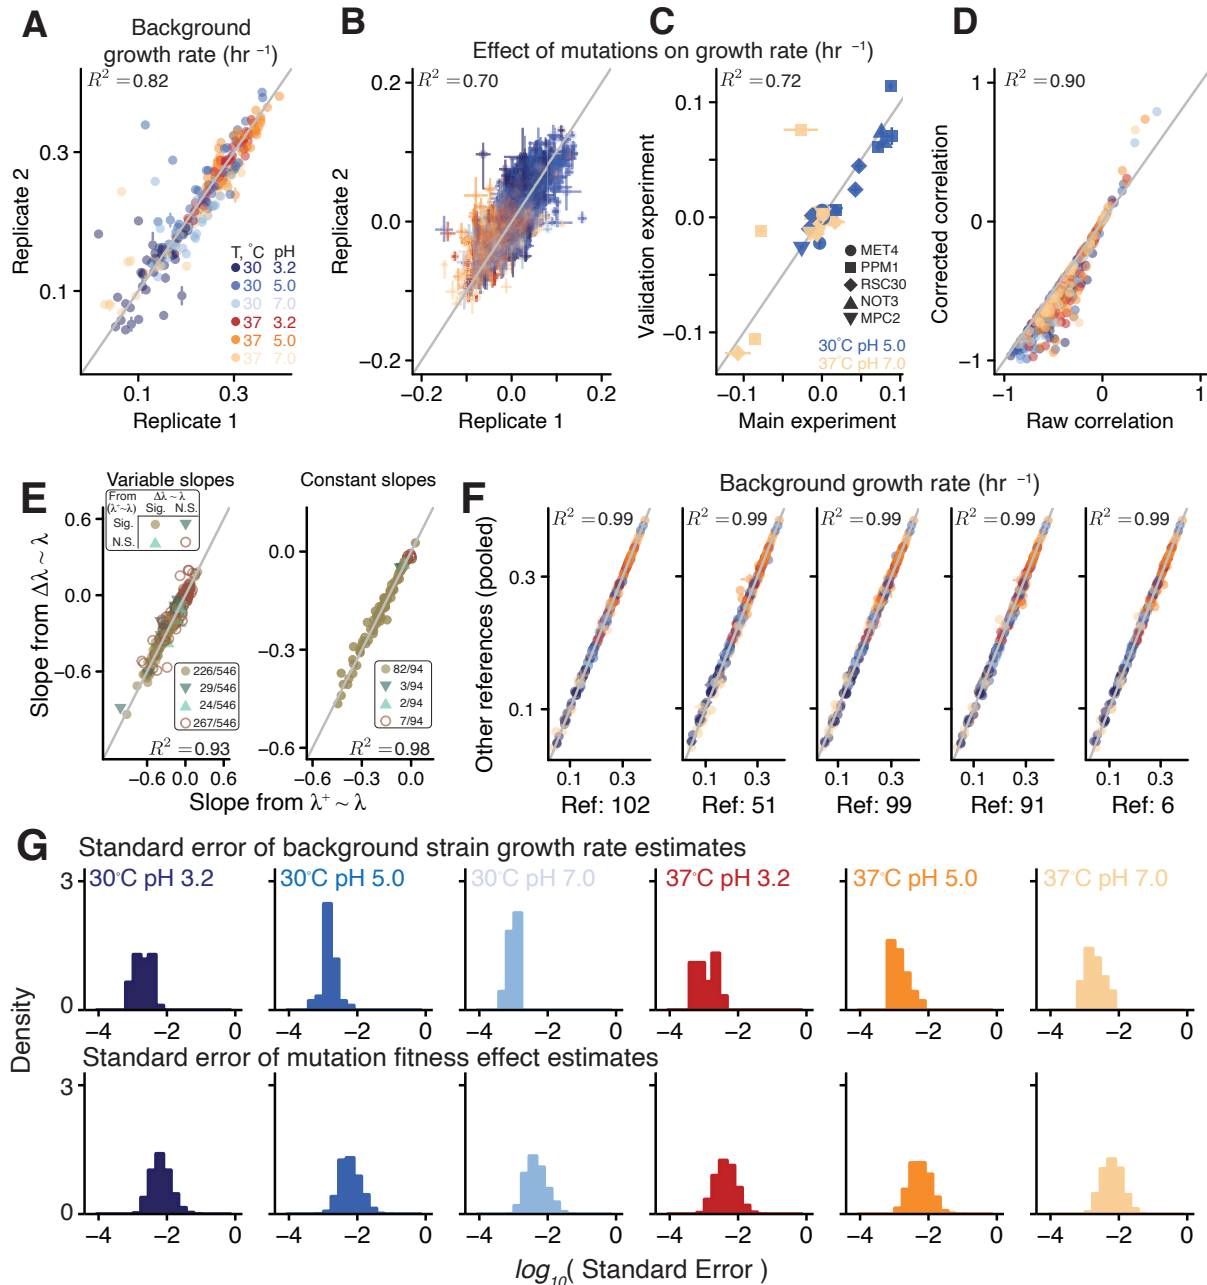 A
Background
growth rate (hr ⁻¹)
R² = 0.82
0.3
0.1
Replicate 2
T, °C pH
30 3.2
30 5.0
30 7.0
37 3.2
37 5.0
37 7.0
0.1 0.3
Replicate 1
B
Effect of mutations on growth rate (hr ⁻¹)
R² = 0.70
0.2
0.0
−0.2
Replicate 2
−0.2 0.0 0.2
Replicate 1
C
R² = 0.72
0.1
0.0
−0.1
Validation experiment
MET4
PPM1
RSC30
NOT3
MPC2
30°C pH 5.0
37°C pH 7.0
−0.1 0.0 0.1
Main experiment
D
R² = 0.90
1
0
−1
Corrected correlation
−1 0 1
Raw correlation
E
Variable slopes
From Δλ ~ λ
(λ⁺~λ) Sig. N.S.
Sig.
N.S.
0.6
0.0
−0.6
Slope from Δλ ~ λ
226/546
29/546
24/546
267/546
R² = 0.93
−0.6 0.0 0.6
Constant slopes
0.0
−0.3
−0.6
82/94
3/94
2/94
7/94
R² = 0.98
−0.6 −0.3 0.0
Slope from λ⁺ ~ λ
F
Background growth rate (hr ⁻¹)
R² = 0.99 R² = 0.99 R² = 0.99 R² = 0.99 R² = 0.99
0.3
0.1
Other references (pooled)
0.1 0.3 0.1 0.3 0.1 0.3 0.1 0.3 0.1 0.3
Ref: 102 Ref: 51 Ref: 99 Ref: 91 Ref: 6
G
Standard error of background strain growth rate estimates
30°C pH 3.2 30°C pH 5.0 30°C pH 7.0 37°C pH 3.2 37°C pH 5.0 37°C pH 7.0
3
0
−4 −2 0 −4 −2 0 −4 −2 0 −4 −2 0 −4 −2 0 −4 −2 0
Density
Standard error of mutation fitness effect estimates
3
0
−4 −2 0 −4 −2 0 −4 −2 0 −4 −2 0 −4 −2 0 −4 −2 0
log₁₀( Standard Error )